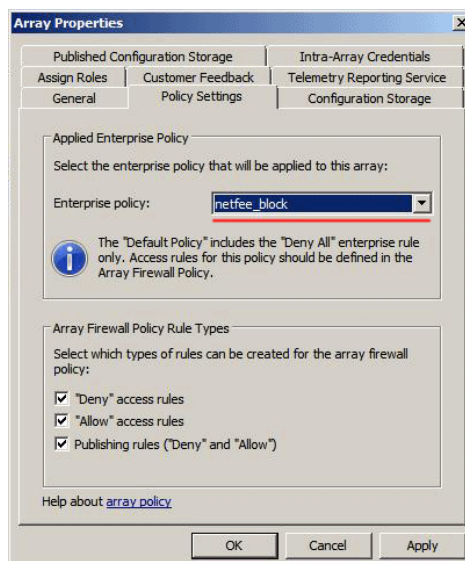 Array Properties
Published Configuration Storage
Intra-Array Credentials
Assign Roles
Customer Feedback
Telemetry Reporting Service
General
Policy Settings
Configuration Storage
Applied Enterprise Policy
Select the enterprise policy that will be applied to this array:
Enterprise policy:
netfee_block
The "Default Policy" includes the "Deny All" enterprise rule
only. Access rules for this policy should be defined in the
Array Firewall Policy.
Array Firewall Policy Rule Types
Select which types of rules can be created for the array firewall
policy:
"Deny" access rules
"Allow" access rules
Publishing rules ("Deny" and "Allow")
Help about array policy
OK
Cancel
Apply